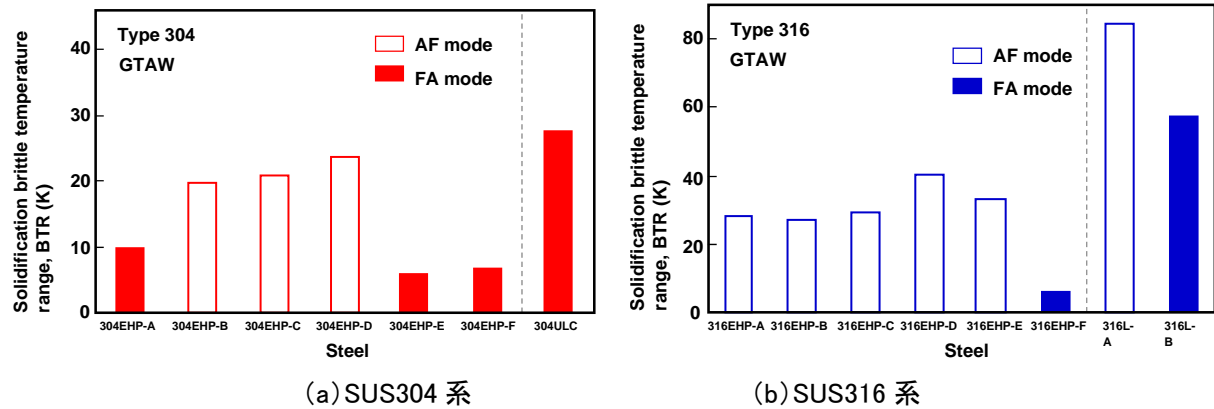 Solidification brittle temperature
range, BTR (K)
40
30
20
10
0
Type 304
GTAW
AF mode
FA mode
304EHP-A
304EHP-B
304EHP-C
304EHP-D
304EHP-E
304EHP-F
304ULC
Steel
(a)SUS304 系
Solidification brittle temperature
range, BTR (K)
80
60
40
20
0
Type 316
GTAW
AF mode
FA mode
316EHP-A
316EHP-B
316EHP-C
316EHP-D
316EHP-E
316EHP-F
316L-
A
316L-
B
Steel
(b)SUS316 系